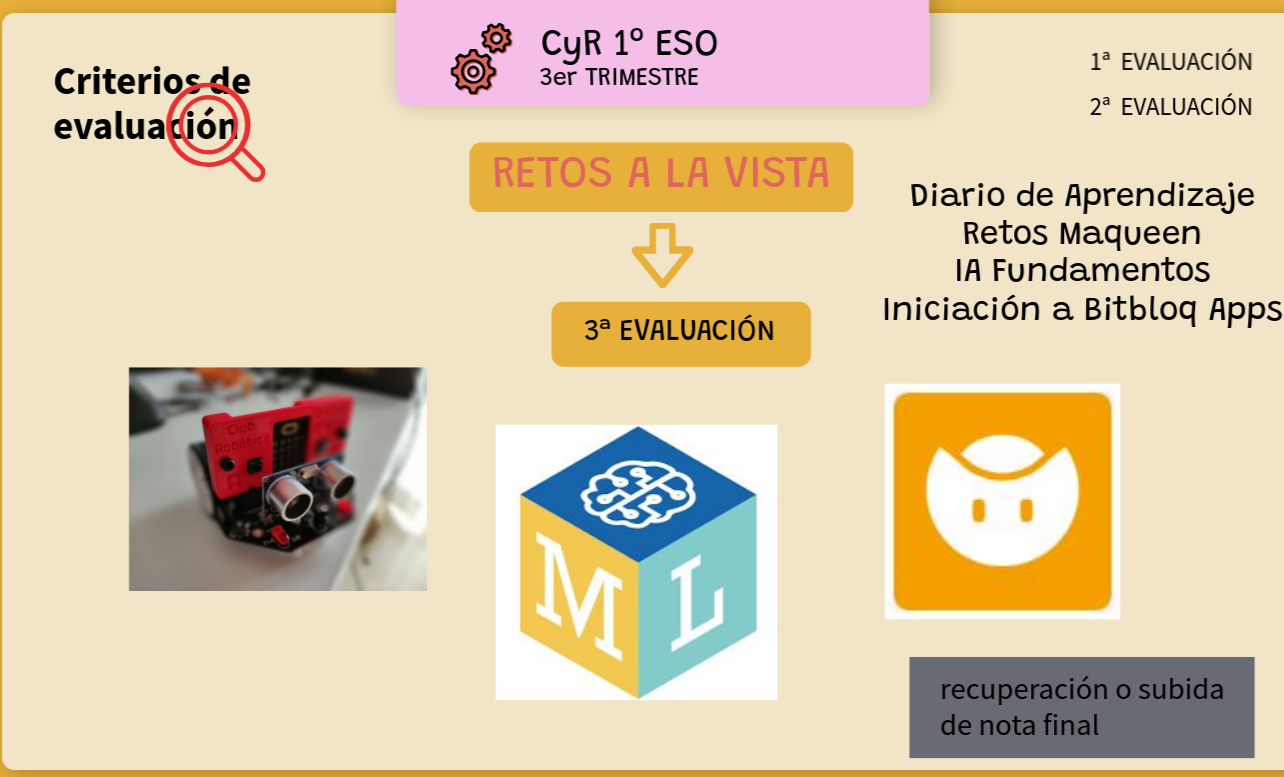 CyR 1º ESO
3er TRIMESTRE
Criterios de
evaluación
1ª EVALUACIÓN
2ª EVALUACIÓN
RETOS A LA VISTA
Diario de Aprendizaje
Retos Maqueen
IA Fundamentos
Iniciación a Bitbloq Apps
3ª EVALUACIÓN
Club
Robótica
A
M L
recuperación o subida
de nota final